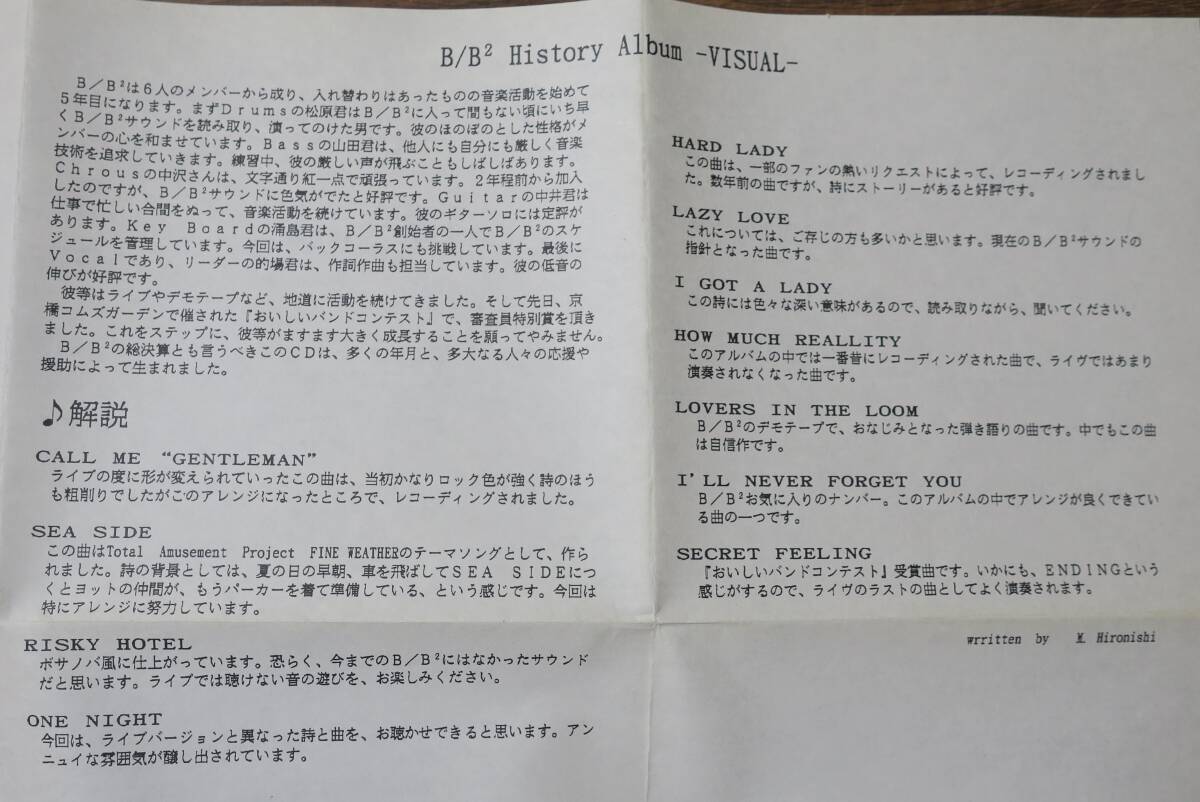 B/B² History Album -VISUAL-
B／B²は６人のメンバーから成り、入れ替わりはあったものの音楽活動を始めて
５年目になります。まずＤｒｕｍｓの松原君はB／B²に入って間もない頃にいち早
くB／B²サウンドを読み取り、演ってのけた男です。彼のほのぼのとした性格がメ
ンバーの心を和ませています。Ｂａｓｓの山田君は、他人にも自分にも厳しく音楽
技術を追求していきます。練習中、彼の厳しい声が飛ぶこともしばしばあります。
Ｃｈｒｏｕｓの中沢さんは、文字通り紅一点で頑張っています。２年程前から加入
したのですが、B／B²サウンドに色気がでたと好評です。Ｇｕｉｔａｒの中井君は
仕事で忙しい合間をぬって、音楽活動を続けています。彼のギターソロには定評が
あります。Ｋｅｙ　Ｂｏａｒｄの涌島君は、B／B²創始者の一人でB／B²のスケ
ジュールを管理しています。今回は、バックコーラスにも挑戦しています。最後に
Ｖｏｃａｌであり、リーダーの的場君は、作詞作曲も担当しています。彼の低音の
伸びが好評です。
彼等はライブやデモテープなど、地道に活動を続けてきました。そして先日、京
橋コムズガーデンで催された『おいしいバンドコンテスト』で、審査員特別賞を頂き
ました。これをステップに、彼等がますます大きく成長することを願ってやみません。
B／B²の総決算とも言うべきこのＣＤは、多くの年月と、多大なる人々の応援や
援助によって生まれました。
♪解説
CALL ME “GENTLEMAN”
ライブの度に形が変えられていったこの曲は、当初かなりロック色が強く詩のほう
も粗削りでしたがこのアレンジになったところで、レコーディングされました。
SEA SIDE
この曲はTotal Amusement Project FINE WEATHERのテーマソングとして、作ら
れました。詩の背景としては、夏の日の早朝、車を飛ばしてＳＥＡ　ＳＩＤＥにつ
くとヨットの仲間が、もうパーカーを着て準備している、という感じです。今回は
特にアレンジに努力しています。
RISKY HOTEL
ボサノバ風に仕上がっています。恐らく、今までのB／B²にはなかったサウンド
だと思います。ライブでは聴けない音の遊びを、お楽しみください。
ONE NIGHT
今回は、ライブバージョンと異なった詩と曲を、お聴かせできると思います。アン
ニュイな雰囲気が醸し出されています。
HARD LADY
この曲は、一部のファンの熱いリクエストによって、レコーディングされまし
た。数年前の曲ですが、詩にストーリーがあると好評です。
LAZY LOVE
これについては、ご存じの方も多いかと思います。現在のB／B²サウンドの
指針となった曲です。
I GOT A LADY
この詩には色々な深い意味があるので、読み取りながら、聞いてください。
HOW MUCH REALLITY
このアルバムの中では一番昔にレコーディングされた曲で、ライヴではあまり
演奏されなくなった曲です。
LOVERS IN THE LOOM
B／B²のデモテープで、おなじみとなった弾き語りの曲です。中でもこの曲
は自信作です。
I'LL NEVER FORGET YOU
B／B²お気に入りのナンバー。このアルバムの中でアレンジが良くできてい
る曲の一つです。
SECRET FEELING
『おいしいバンドコンテスト』受賞曲です。いかにも、ＥＮＤＩＮＧという
感じがするので、ライヴのラストの曲としてよく演奏されます。
wrritten by M. Hironishi